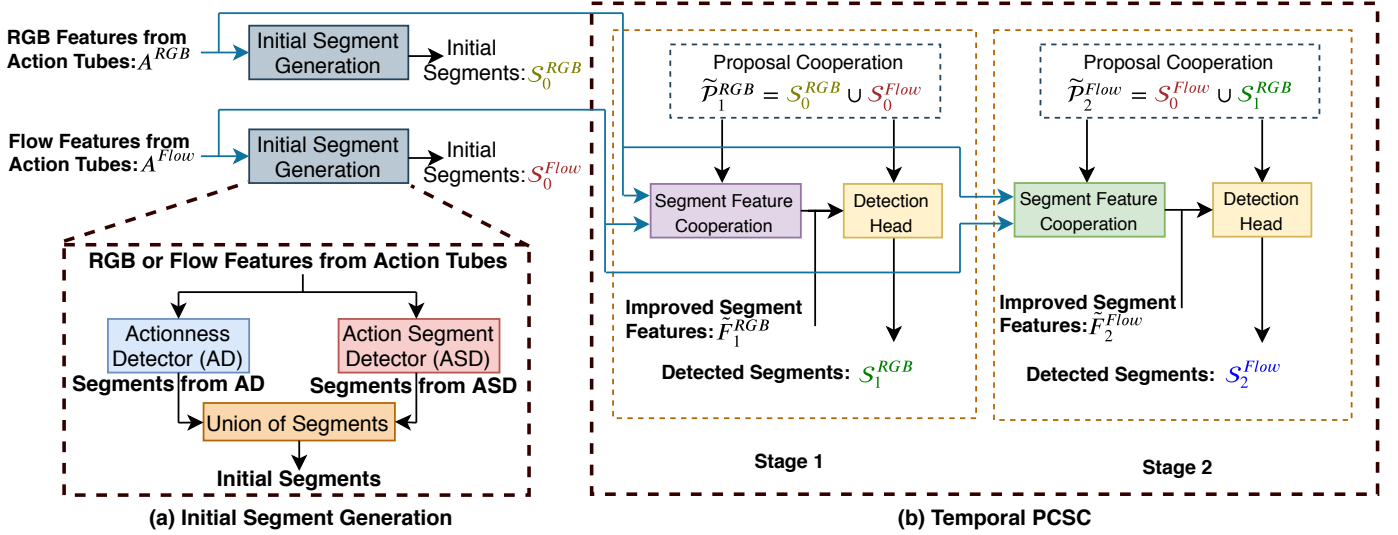 RGB Features from
Action Tubes: A^{RGB}
Initial Segment
Generation
Initial
Segments: S_0^{RGB}
Flow Features from
Action Tubes: A^{Flow}
Initial Segment
Generation
Initial
Segments: S_0^{Flow}
RGB or Flow Features from Action Tubes
Actionness
Detector (AD)
Action Segment
Detector (ASD)
Segments from AD
Segments from ASD
Union of Segments
Initial Segments
(a) Initial Segment Generation
Proposal Cooperation
\tilde{P}_1^{RGB} = S_0^{RGB} ∪ S_0^{Flow}
Segment Feature
Cooperation
Detection
Head
Improved Segment
Features: \tilde{F}_1^{RGB}
Detected Segments: S_1^{RGB}
Stage 1
Proposal Cooperation
\tilde{P}_2^{Flow} = S_0^{Flow} ∪ S_1^{RGB}
Segment Feature
Cooperation
Detection
Head
Improved Segment
Features: \tilde{F}_2^{Flow}
Detected Segments: S_2^{Flow}
Stage 2
(b) Temporal PCSC